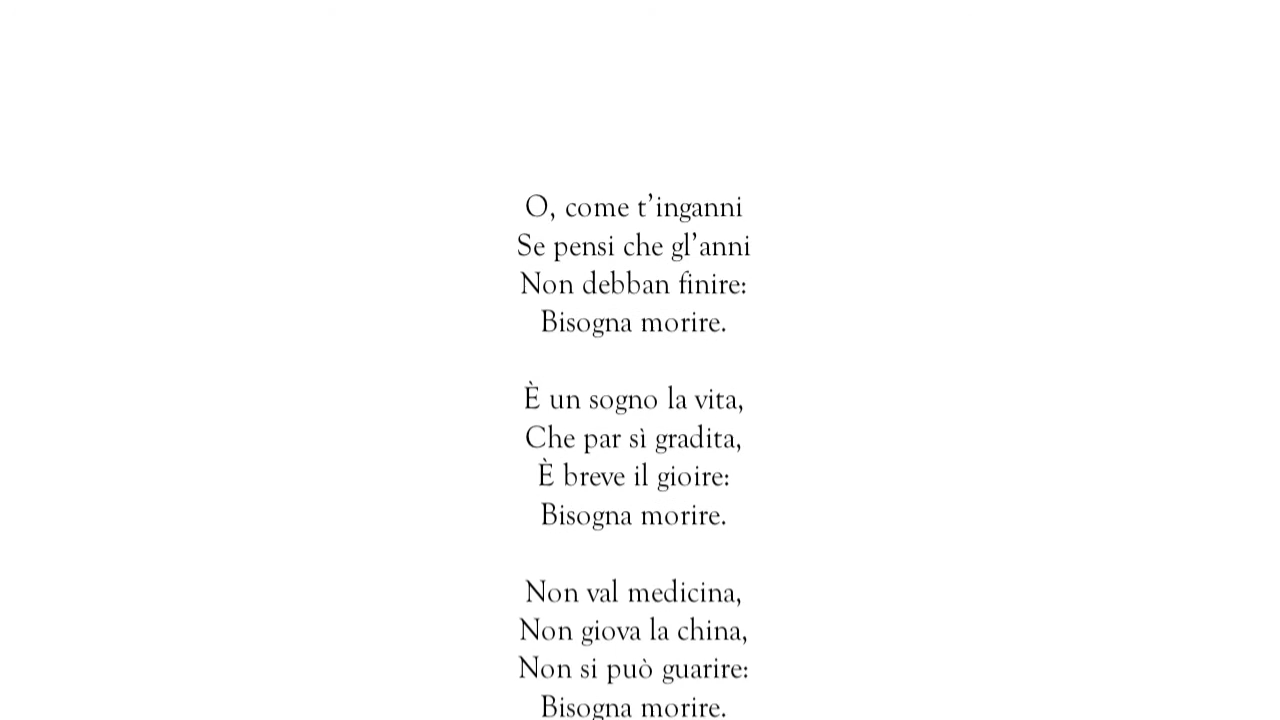 O, come t’inganni
Se pensi che gl’anni
Non debban finire:
Bisogna morire.

È un sogno la vita,
Che par sì gradita,
È breve il gioire:
Bisogna morire.

Non val medicina,
Non giova la china,
Non si può guarire:
Bisogna morire.